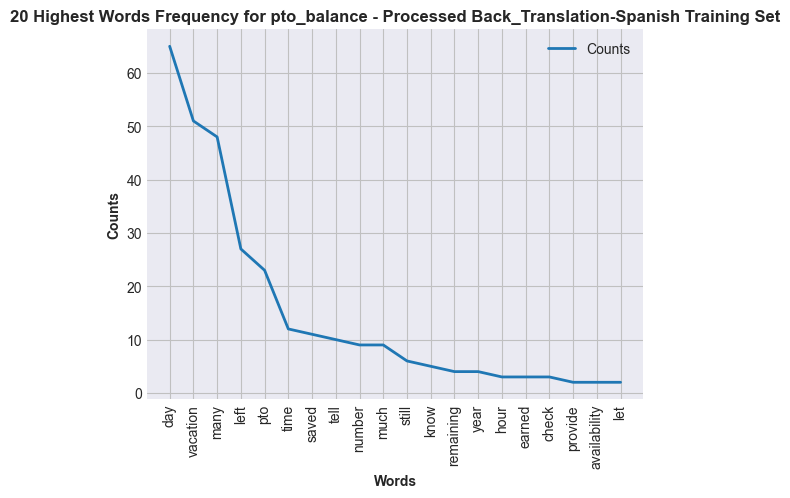 20 Highest Words Frequency for pto_balance - Processed Back_Translation-Spanish Training Set
Counts
60
50
40
30
20
10
0
Counts
day
vacation
many
left
pto
time
saved
tell
number
much
still
know
remaining
year
hour
earned
check
provide
availability
let
Words